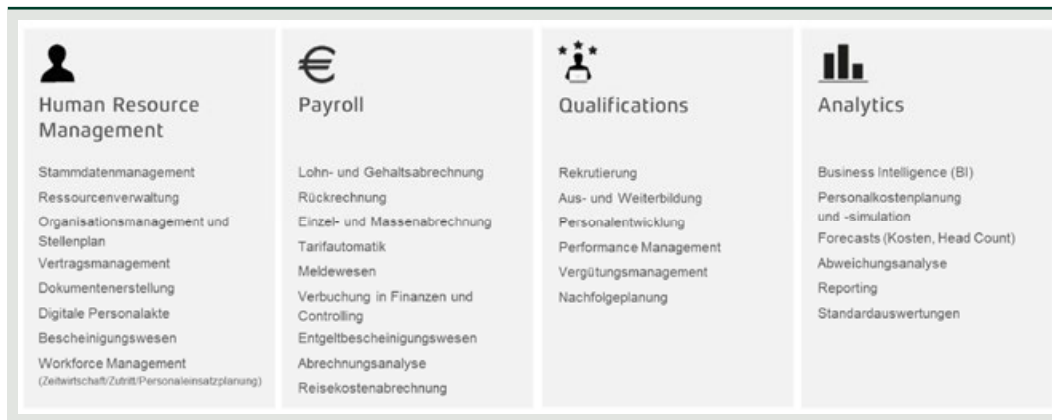 Human Resource
Management
Stammdatenmanagement
Ressourcenverwaltung
Organisationsmanagement und
Stellenplan
Vertragsmanagement
Dokumentenerstellung
Digitale Personalakte
Bescheinigungswesen
Workforce Management
(Zeitwirtschaft/Zutritt/Personaleinsatzplanung)
€
Payroll
Lohn- und Gehaltsabrechnung
Rückrechnung
Einzel- und Massenabrechnung
Tarifautomatik
Meldewesen
Verbuchung in Finanzen und
Controlling
Entgeltbescheinigungswesen
Abrechnungsanalyse
Reisekostenabrechnung
Qualifications
Rekrutierung
Aus- und Weiterbildung
Personalentwicklung
Performance Management
Vergütungsmanagement
Nachfolgeplanung
Analytics
Business Intelligence (BI)
Personalkostenplanung
und -simulation
Forecasts (Kosten, Head Count)
Abweichungsanalyse
Reporting
Standardauswertungen